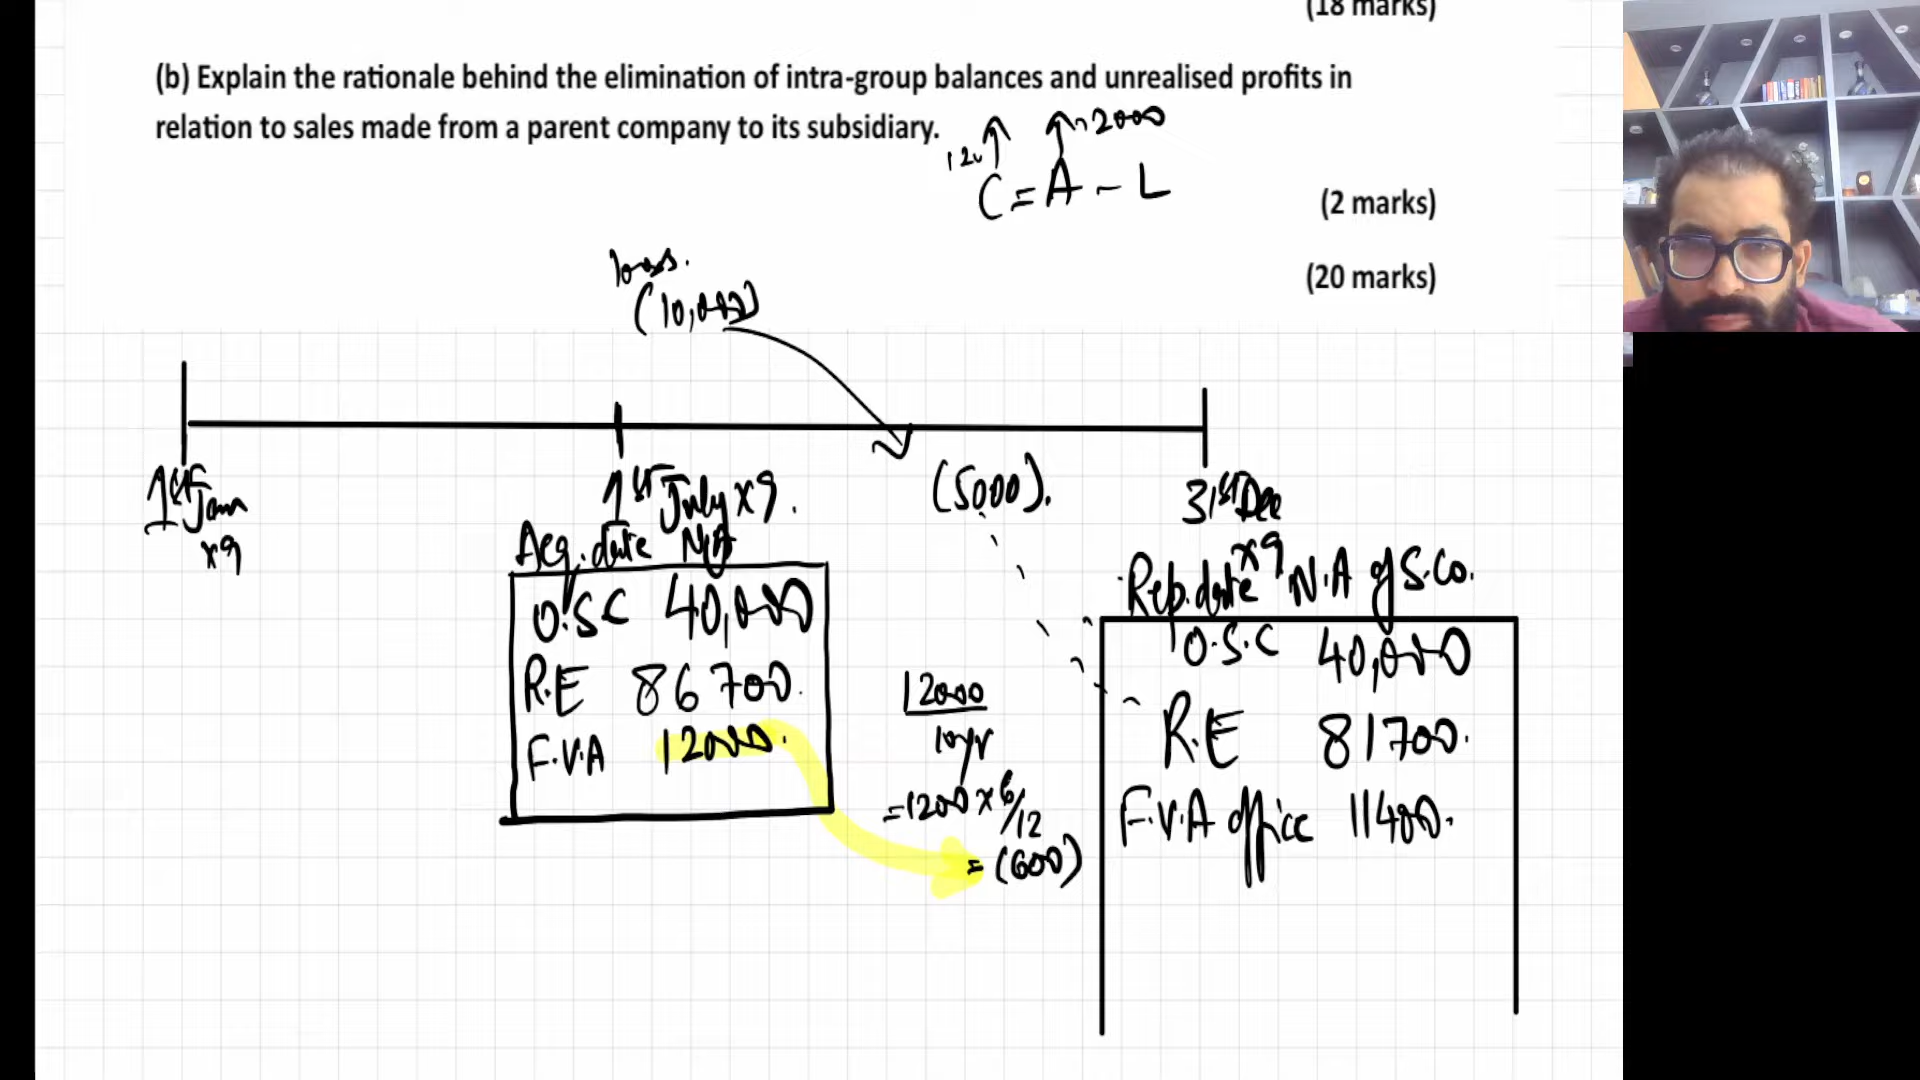 (18 marks)
(b) Explain the rationale behind the elimination of intra-group balances and unrealised profits in
relation to sales made from a parent company to its subsidiary.
12000
C = A - L
(2 marks)
loss.
(10,000)
(20 marks)
1st Jan
x9
1st July x9.
(5000).
31st Dec
x9
Acq. date N.A
O.S.C 40,000
R.E 86700.
F.V.A 12000.
12000
10yr
= 1200 x 6/12
= (600)
Rep. date N.A of S.Co.
O.S.C 40,000
R.E 81700.
F.V.A office 11400.